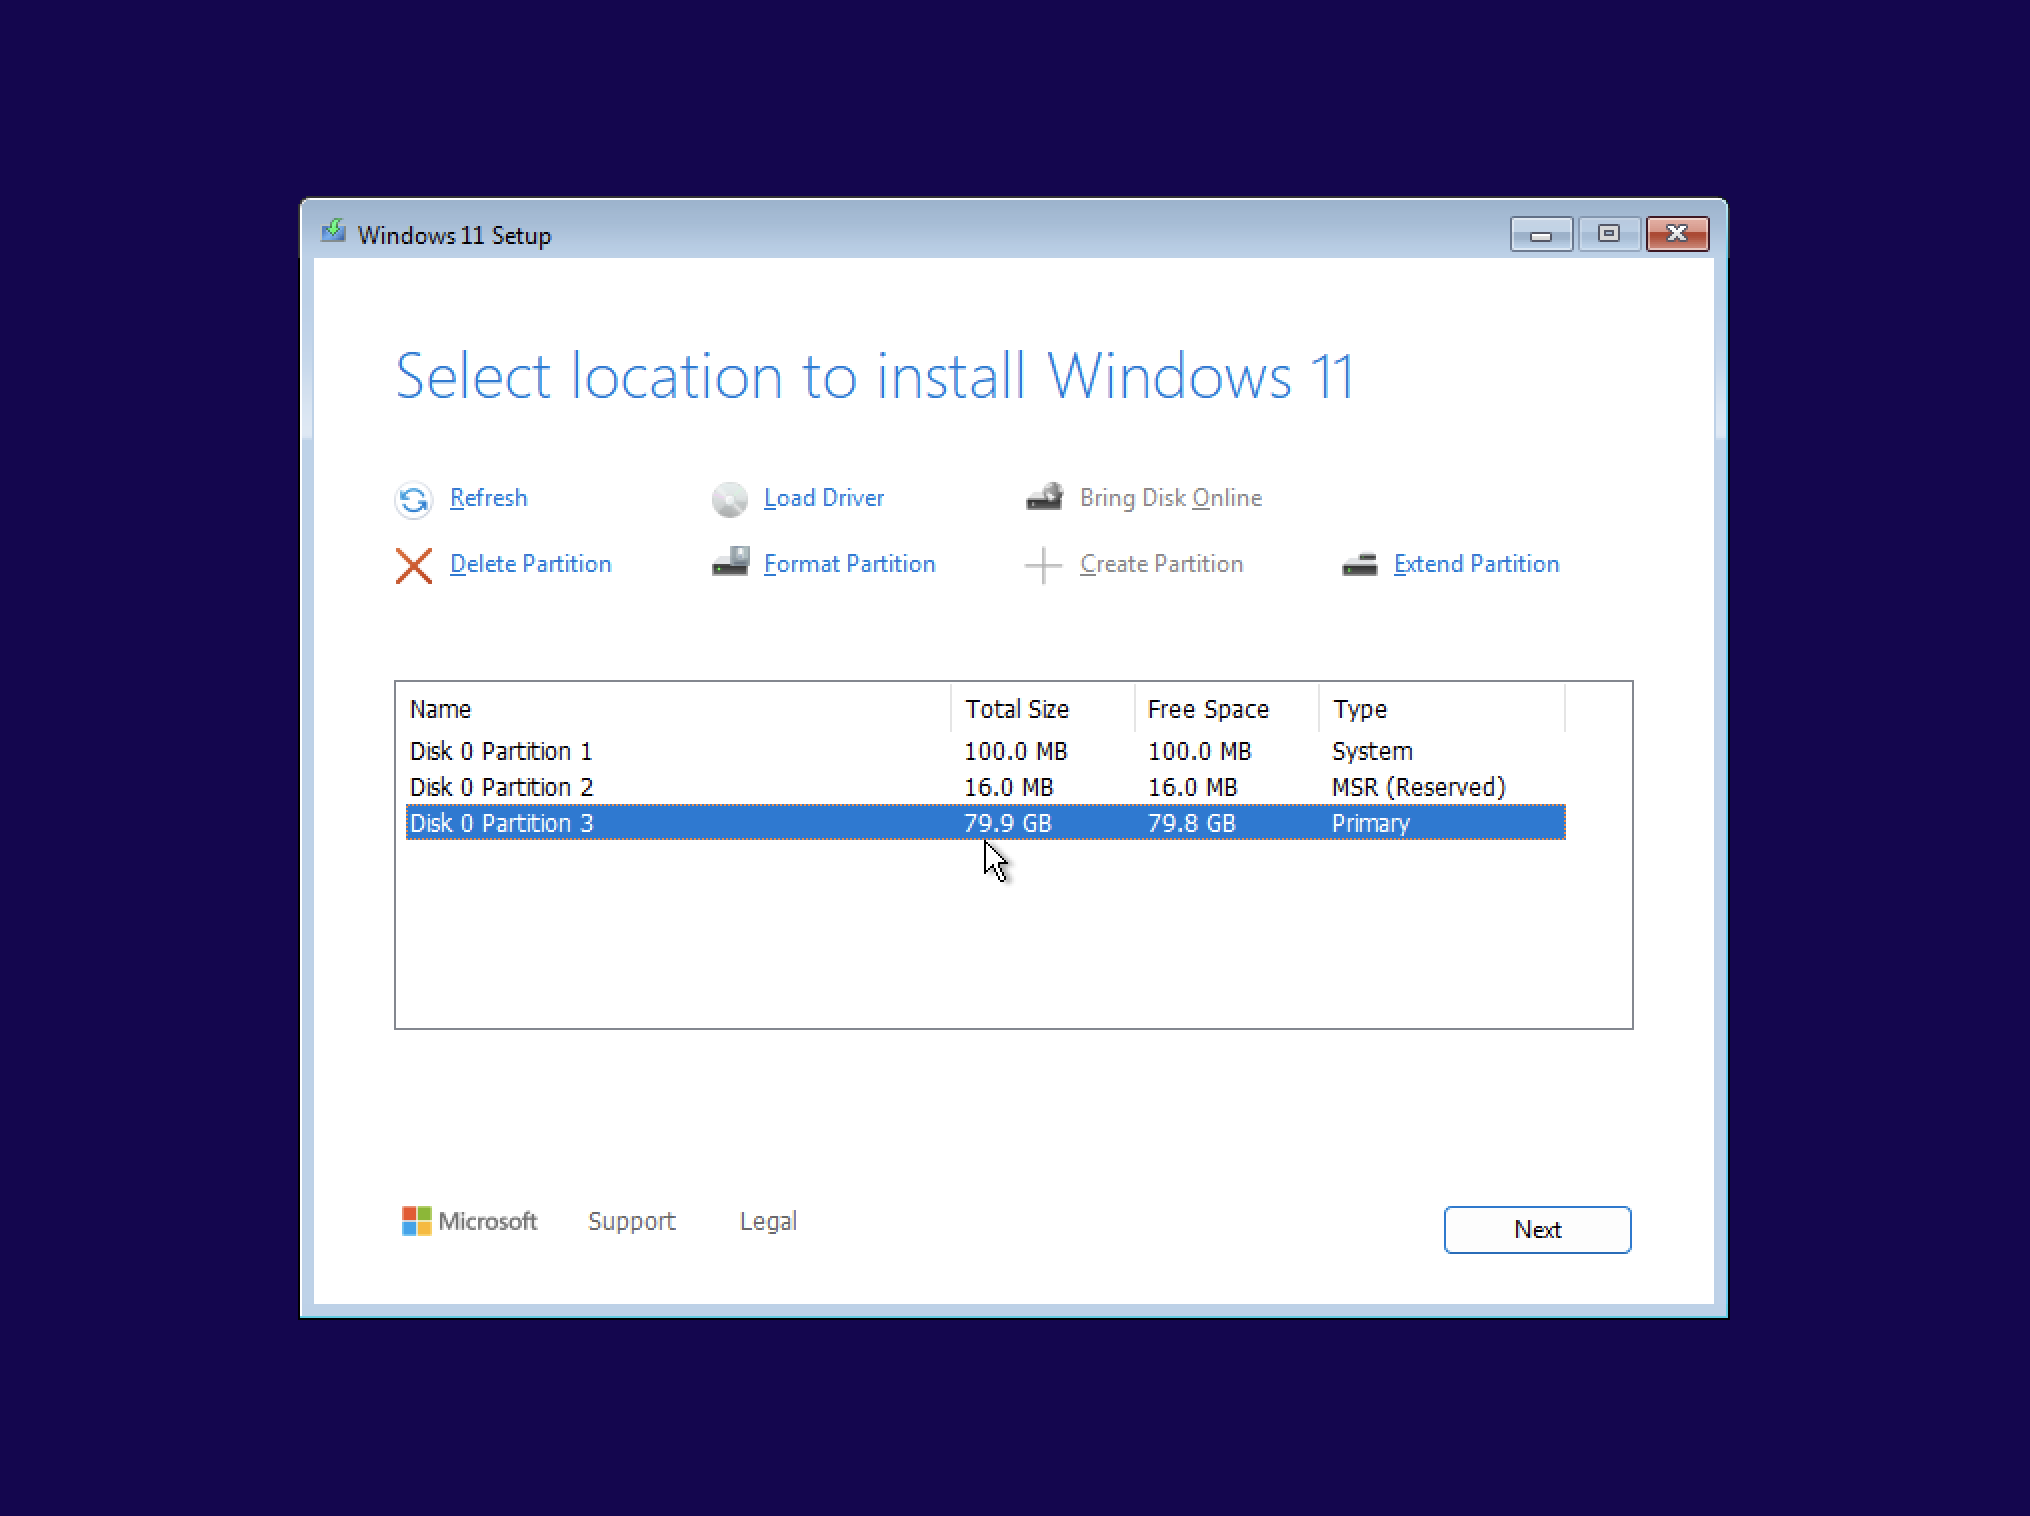 Windows 11 Setup
Select location to install Windows 11
Refresh Load Driver Bring Disk Online
Delete Partition Format Partition Create Partition Extend Partition
Name Total Size Free Space Type
Disk 0 Partition 1 100.0 MB 100.0 MB System
Disk 0 Partition 2 16.0 MB 16.0 MB MSR (Reserved)
Disk 0 Partition 3 79.9 GB 79.8 GB Primary
Microsoft Support Legal Next